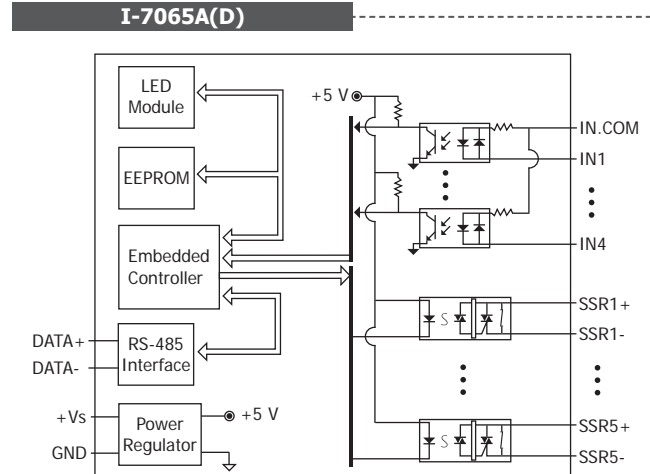 I-7065A(D)
LED
Module
EEPROM
Embedded
Controller
DATA+
DATA-
RS-485
Interface
+Vs
GND
Power
Regulator
+5 V
+5 V
IN.COM
IN1
IN4
SSR1+
SSR1-
SSR5+
SSR5-
S
S